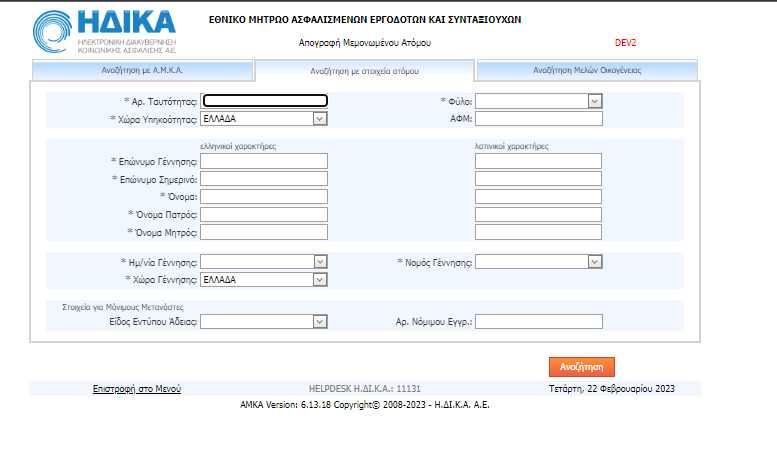 ΗΔΙΚΑ
ΗΛΕΚΤΡΟΝΙΚΗ ΔΙΑΚΥΒΕΡΝΗΣΗ
ΚΟΙΝΩΝΙΚΗΣ ΑΣΦΑΛΙΣΗΣ Α.Ε.
ΕΘΝΙΚΟ ΜΗΤΡΩΟ ΑΣΦΑΛΙΣΜΕΝΩΝ ΕΡΓΟΔΟΤΩΝ ΚΑΙ ΣΥΝΤΑΞΙΟΥΧΩΝ
Απογραφή Μεμονωμένου Ατόμου DEV2
Αναζήτηση με Α.Μ.Κ.Α. Αναζήτηση με στοιχεία ατόμου Αναζήτηση Μελών Οικογένειας
* Αρ. Ταυτότητας: * Φύλο:
* Χώρα Υπηκοότητας: ΕΛΛΑΔΑ ΑΦΜ:
ελληνικοί χαρακτήρες λατινικοί χαρακτήρες
* Επώνυμο Γέννησης:
* Επώνυμο Σημερινό:
* Όνομα:
* Όνομα Πατρός:
* Όνομα Μητρός:
* Ημ/νία Γέννησης: * Νομός Γέννησης:
* Χώρα Γέννησης: ΕΛΛΑΔΑ
Στοιχεία για Μόνιμους Μετανάστες
Είδος Εντύπου Άδειας: Αρ. Νόμιμου Εγγρ.:
Αναζήτηση
Επιστροφή στο Μενού HELPDESK Η.ΔΙ.Κ.Α.: 11131 Τετάρτη, 22 Φεβρουαρίου 2023
AMKA Version: 6.13.18 Copyright© 2008-2023 - Η.ΔΙ.Κ.Α. Α.Ε.